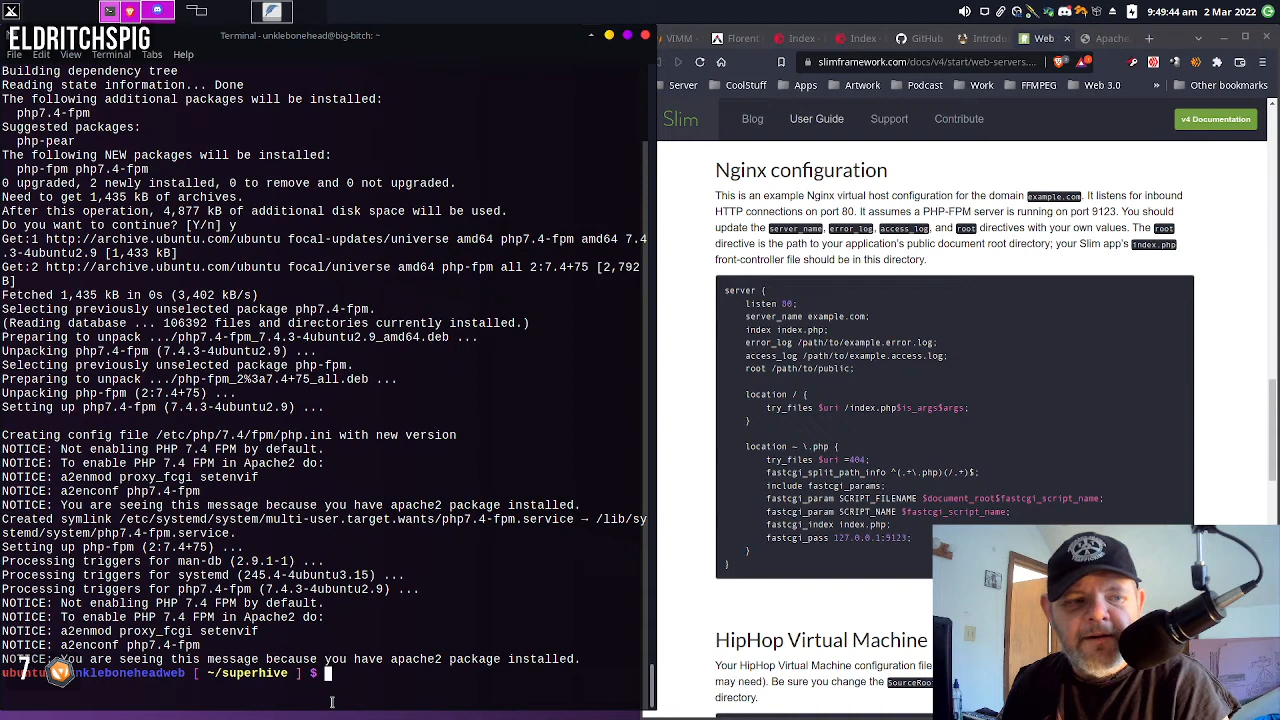 9:49:44 am 2 Mar 2022
ELDRITCHSPIG
Terminal - unklebonehead@big-bitch: ~
File Edit View Terminal Tabs Help
Building dependency tree
Reading state information... Done
The following additional packages will be installed:
php7.4-fpm
Suggested packages:
php-pear
The following NEW packages will be installed:
php-fpm php7.4-fpm
0 upgraded, 2 newly installed, 0 to remove and 0 not upgraded.
Need to get 1,435 kB of archives.
After this operation, 4,877 kB of additional disk space will be used.
Do you want to continue? [Y/n] y
Get:1 http://archive.ubuntu.com/ubuntu focal-updates/universe amd64 php7.4-fpm amd64 7.4
.3-4ubuntu2.9 [1,433 kB]
Get:2 http://archive.ubuntu.com/ubuntu focal/universe amd64 php-fpm all 2:7.4+75 [2,792
B]
Fetched 1,435 kB in 0s (3,402 kB/s)
Selecting previously unselected package php7.4-fpm.
(Reading database ... 106392 files and directories currently installed.)
Preparing to unpack .../php7.4-fpm_7.4.3-4ubuntu2.9_amd64.deb ...
Unpacking php7.4-fpm (7.4.3-4ubuntu2.9) ...
Selecting previously unselected package php-fpm.
Preparing to unpack .../php-fpm_2%3a7.4+75_all.deb ...
Unpacking php-fpm (2:7.4+75) ...
Setting up php7.4-fpm (7.4.3-4ubuntu2.9) ...
Creating config file /etc/php/7.4/fpm/php.ini with new version
NOTICE: Not enabling PHP 7.4 FPM by default.
NOTICE: To enable PHP 7.4 FPM in Apache2 do:
NOTICE: a2enmod proxy_fcgi setenvif
NOTICE: a2enconf php7.4-fpm
NOTICE: You are seeing this message because you have apache2 package installed.
Created symlink /etc/systemd/system/multi-user.target.wants/php7.4-fpm.service → /lib/sy
stemd/system/php7.4-fpm.service.
Setting up php-fpm (2:7.4+75) ...
Processing triggers for man-db (2.9.1-1) ...
Processing triggers for systemd (245.4-4ubuntu3.15) ...
Processing triggers for php7.4-fpm (7.4.3-4ubuntu2.9) ...
NOTICE: Not enabling PHP 7.4 FPM by default.
NOTICE: To enable PHP 7.4 FPM in Apache2 do:
NOTICE: a2enmod proxy_fcgi setenvif
NOTICE: a2enconf php7.4-fpm
You are seeing this message because you have apache2 package installed.
[ ~/superhive ] $
7
VIMM Florent Index Index GitHub Web Apache
slimframework.com/docs/v4/start/web-servers....
Server CoolStuff Apps Artwork Podcast Work FFMPEG Web 3.0 » Other bookmarks
Slim Blog User Guide Support Contribute v4 Documentation
Nginx configuration
This is an example Nginx virtual host configuration for the domain example.com. It listens for inbound
HTTP connections on port 80. It assumes a PHP-FPM server is running on port 9123. You should
update the server_name, error_log, access_log, and root directives with your own values. The root
directive is the path to your application's public document root directory; your Slim app's index.php
front-controller file should be in this directory.
server {
listen 80;
server_name example.com;
index index.php;
error_log /path/to/example.error.log;
access_log /path/to/example.access.log;
root /path/to/public;
location / {
try_files $uri /index.php$is_args$args;
}
location ~ \.php {
try_files $uri =404;
fastcgi_split_path_info ^(.+\.php)(/.+)$;
include fastcgi_params;
fastcgi_param SCRIPT_FILENAME $document_root$fastcgi_script_name;
fastcgi_param SCRIPT_NAME $fastcgi_script_name;
fastcgi_index index.php;
fastcgi_pass 127.0.0.1:9123;
}
}
HipHop Virtual Machine
Your HipHop Virtual Machine configuration
may need). Be sure you change the
directory.